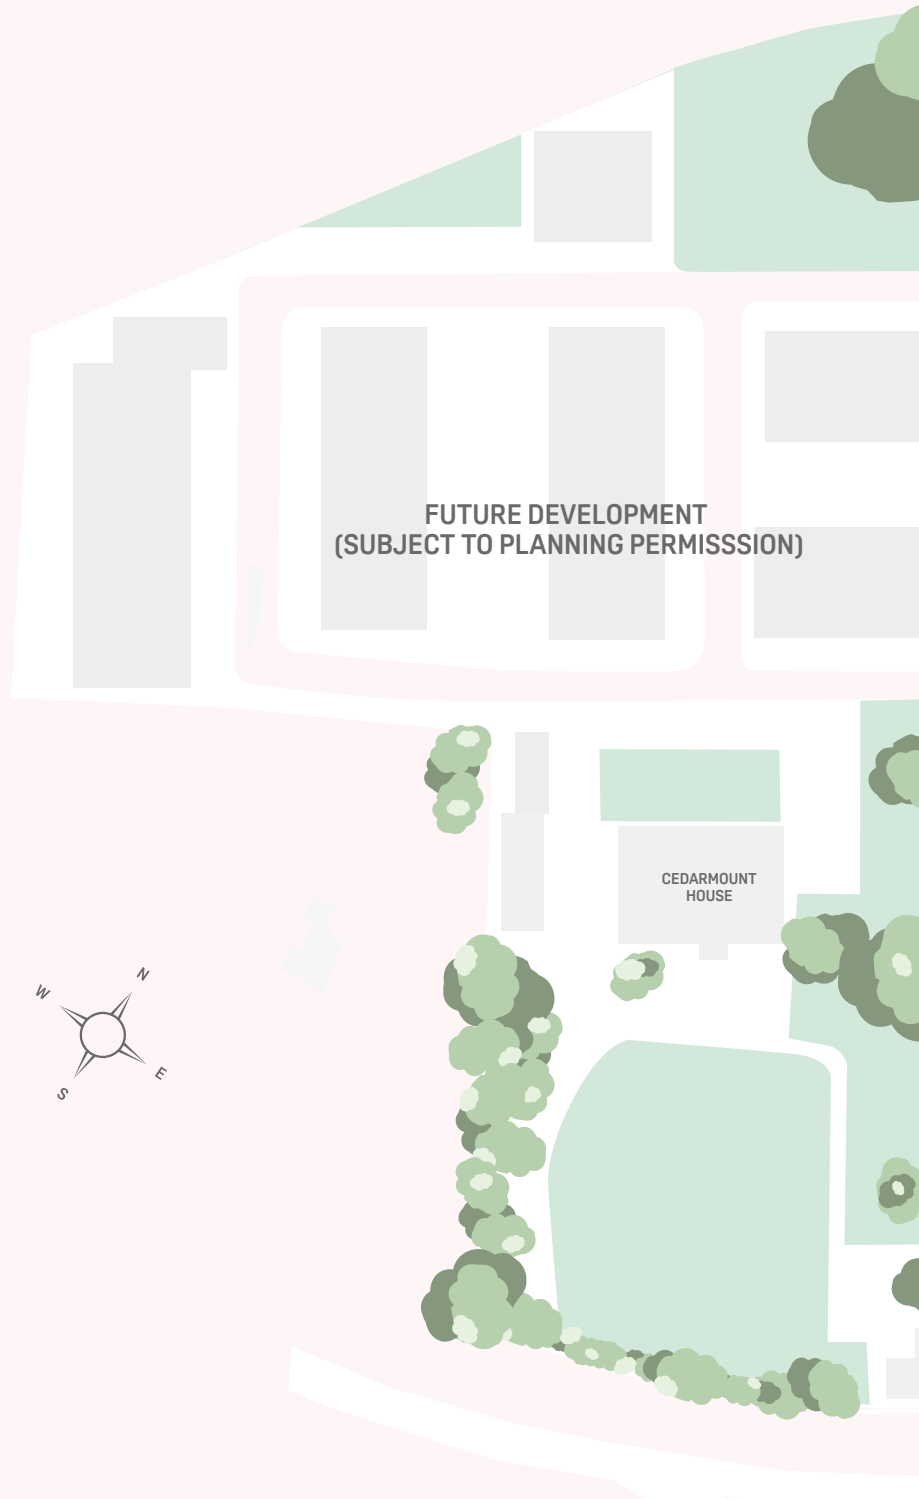 FUTURE DEVELOPMENT
(SUBJECT TO PLANNING PERMISSSION)
CEDARMOUNT
HOUSE
N
W
E
S